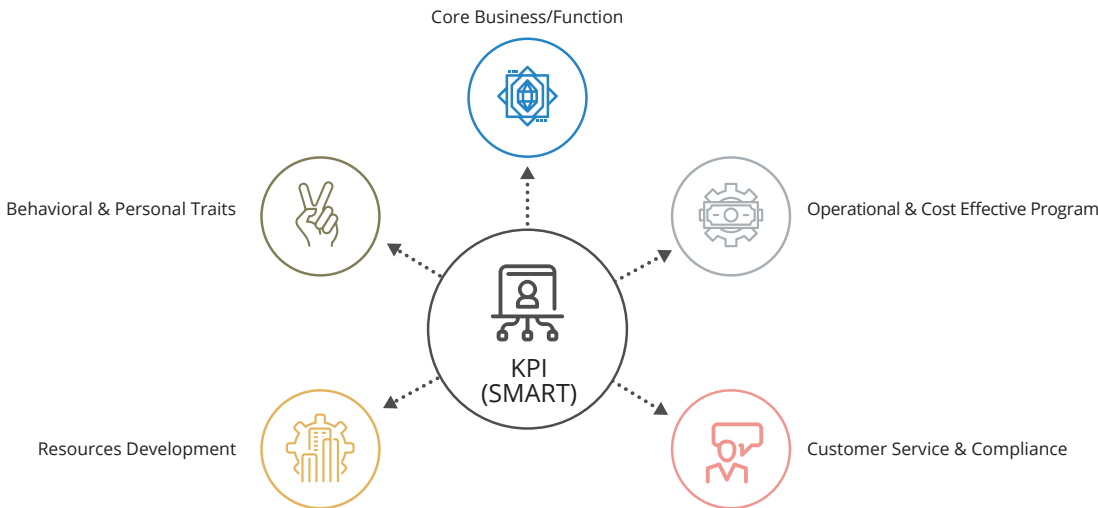 Core Business/Function
Behavioral & Personal Traits
Operational & Cost Effective Program
KPI
(SMART)
Resources Development
Customer Service & Compliance